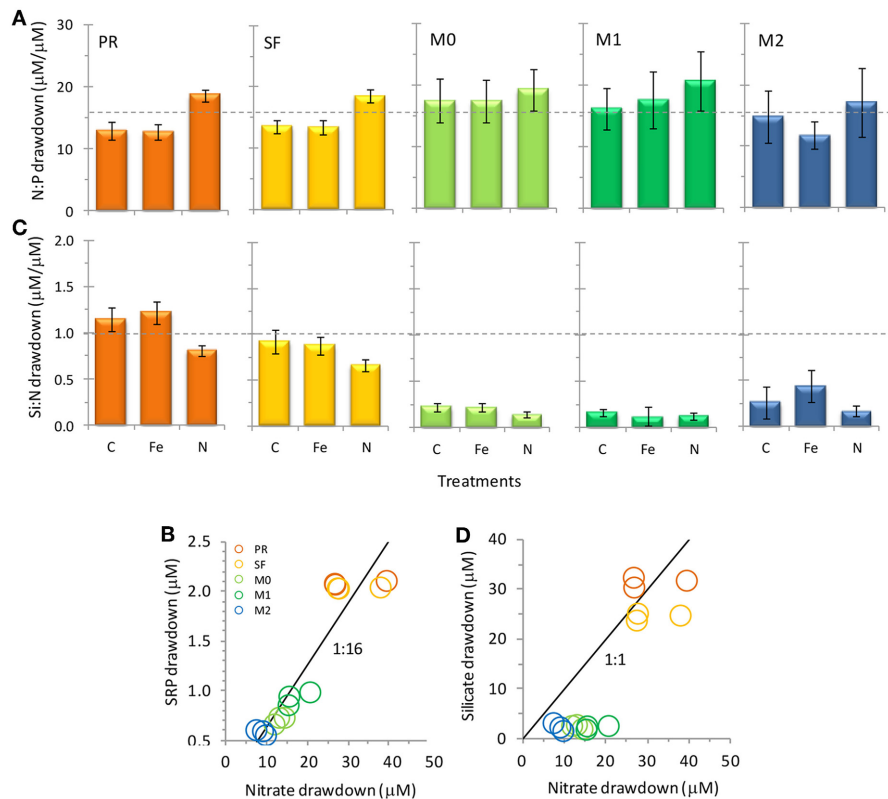 A
N:P drawdown (μM/μM)
30
20
10
0
PR
SF
M0
M1
M2
C
Si:N drawdown (μM/μM)
2.0
1.5
1.0
0.5
0.0
C Fe N
C Fe N
C Fe N
C Fe N
C Fe N
Treatments
B
SRP drawdown (μM)
2.5
2.0
1.5
1.0
0.5
PR
SF
M0
M1
M2
1:16
0 10 20 30 40 50
Nitrate drawdown (μM)
D
Silicate drawdown (μM)
40
30
20
10
0
1:1
0 10 20 30 40 50
Nitrate drawdown (μM)